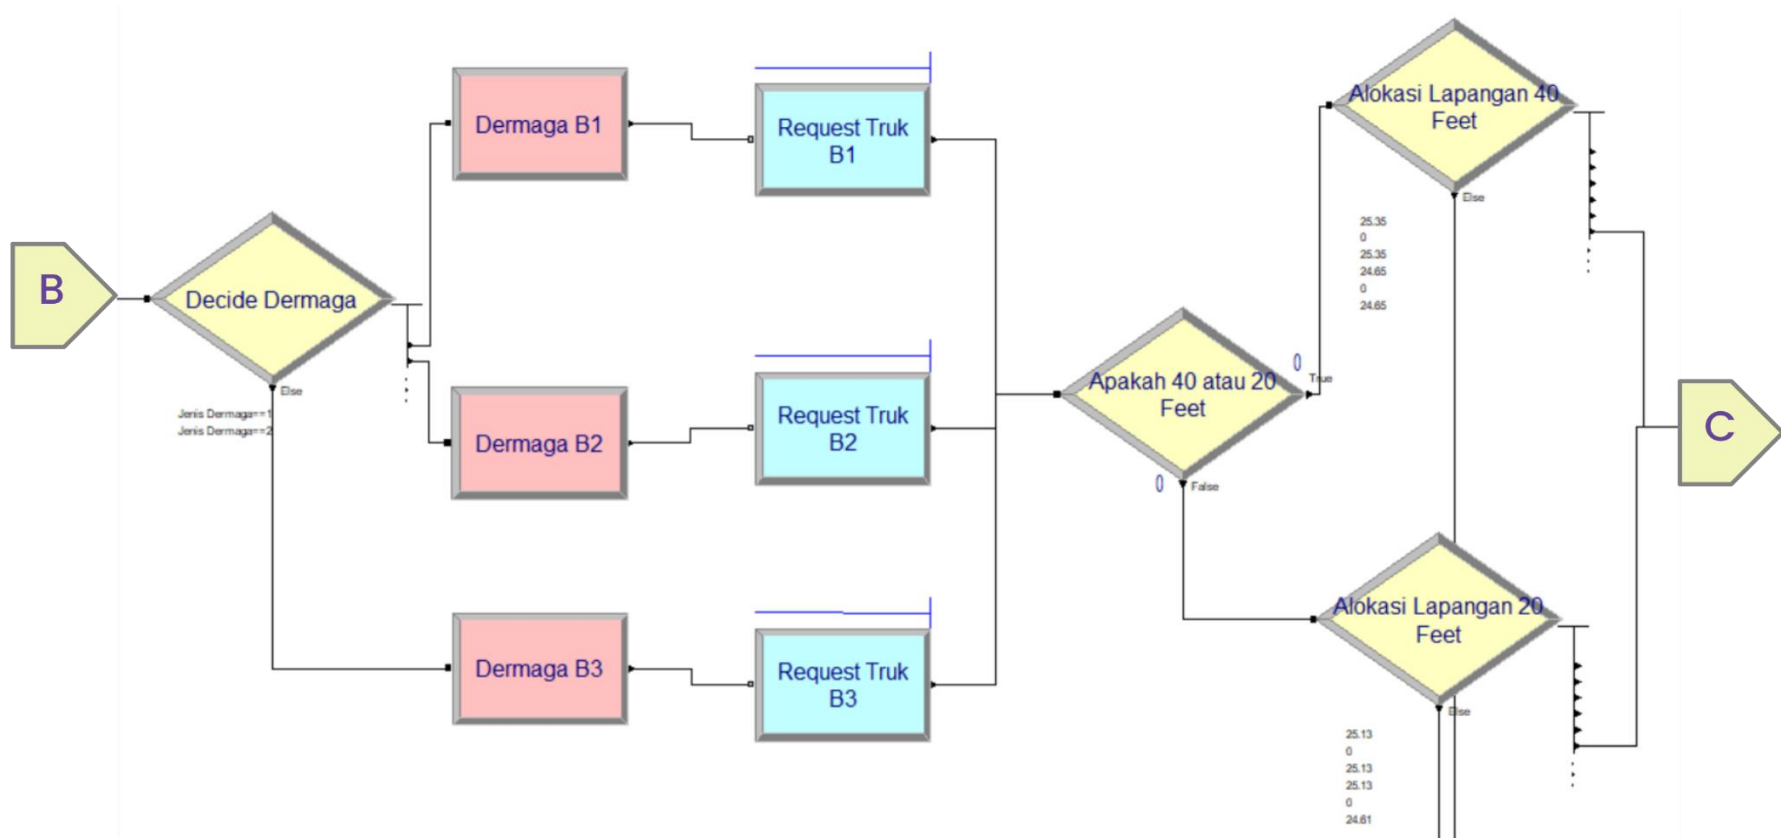 B
Decide Dermaga
Else
Jenis Dermaga==1
Jenis Dermaga==2
Dermaga B1
Request Truk
B1
Dermaga B2
Request Truk
B2
Dermaga B3
Request Truk
B3
Apakah 40 atau 20
Feet
0
True
0
False
Alokasi Lapangan 40
Feet
Else
25.35
0
25.35
24.65
0
24.65
Alokasi Lapangan 20
Feet
Else
25.13
0
25.13
25.13
0
24.61
C